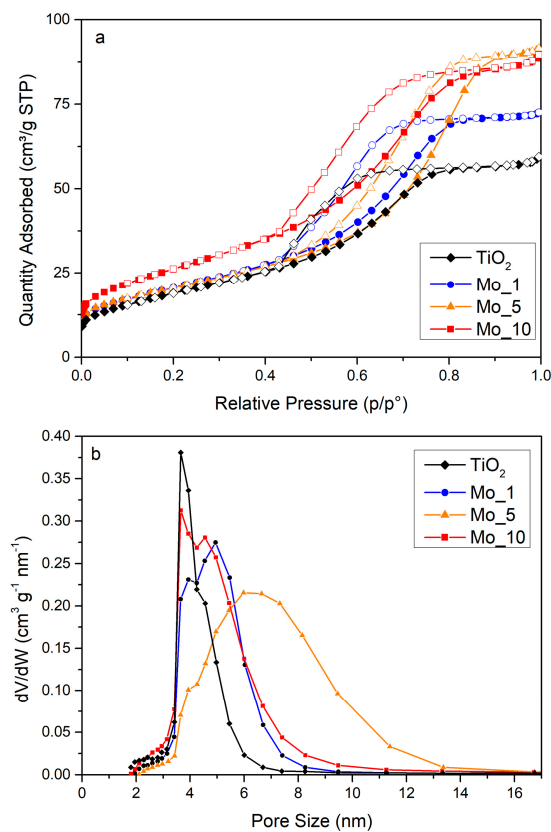 a
100
75
50
25
0
Quantity Adsorbed (cm³/g STP)
TiO₂
Mo_1
Mo_5
Mo_10
0.0 0.2 0.4 0.6 0.8 1.0
Relative Pressure (p/p°)
b
0.40
0.35
0.30
0.25
0.20
0.15
0.10
0.05
0.00
dV/dW (cm³ g⁻¹ nm⁻¹)
TiO₂
Mo_1
Mo_5
Mo_10
0 2 4 6 8 10 12 14 16
Pore Size (nm)